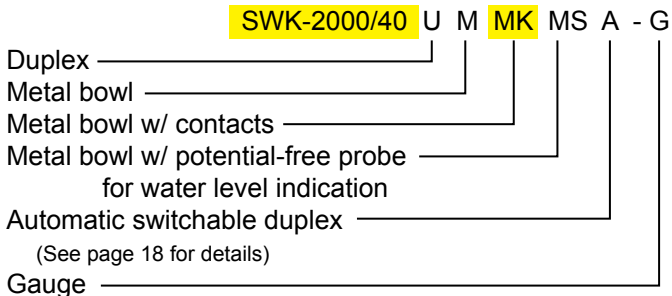 SWK-2000/40 U M MK MS A - G
Duplex
Metal bowl
Metal bowl w/ contacts
Metal bowl w/ potential-free probe
for water level indication
Automatic switchable duplex
(See page 18 for details)
Gauge